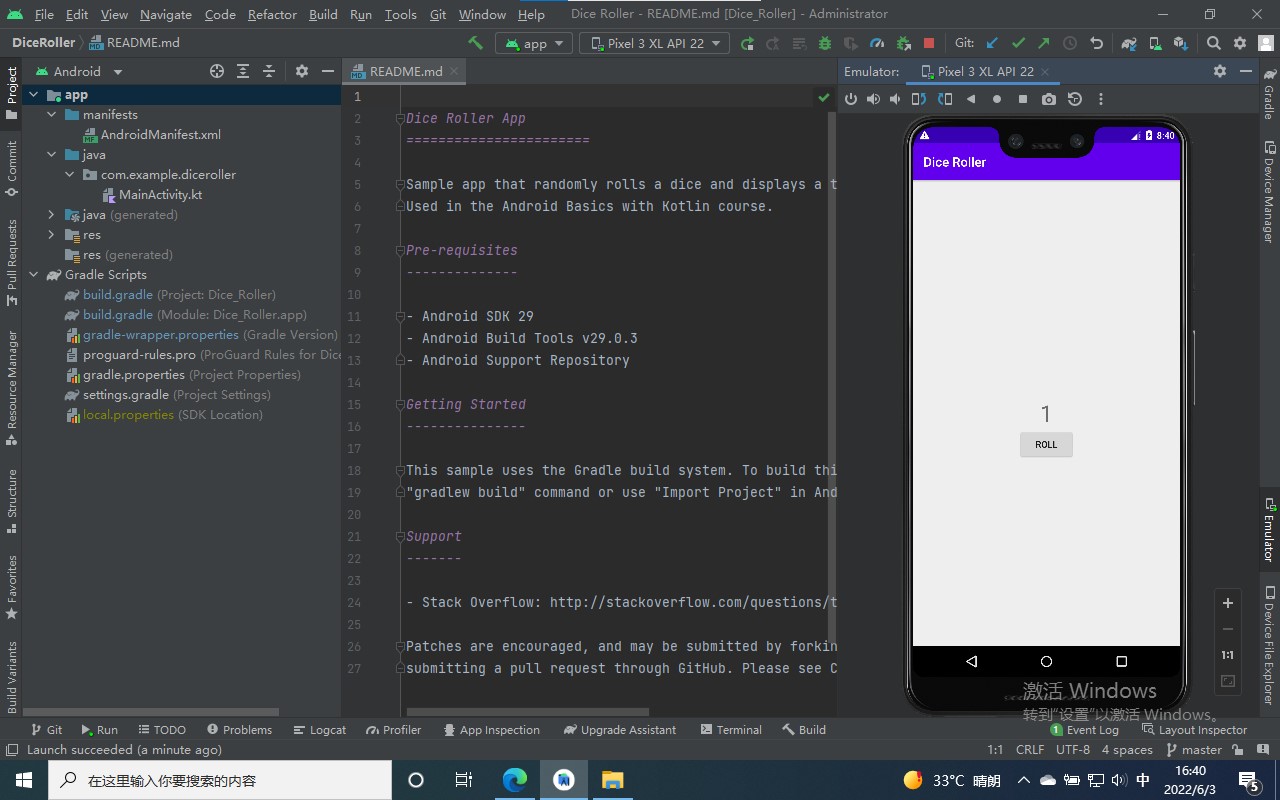 File Edit View Navigate Code Refactor Build Run Tools Git Window Help Dice Roller - README.md [Dice_Roller] - Administrator
DiceRoller README.md app Pixel 3 XL API 22 Git:
Android README.md Emulator: Pixel 3 XL API 22
Project
Commit
Pull Requests
Resource Manager
Structure
Favorites
Build Variants
app
manifests
AndroidManifest.xml
java
com.example.diceroller
MainActivity.kt
java (generated)
res
res (generated)
Gradle Scripts
build.gradle (Project: Dice_Roller)
build.gradle (Module: Dice_Roller.app)
gradle-wrapper.properties (Gradle Version)
proguard-rules.pro (ProGuard Rules for Dice
gradle.properties (Project Properties)
settings.gradle (Project Settings)
local.properties (SDK Location)
1
2 Dice Roller App
3 =======================
4
5 Sample app that randomly rolls a dice and displays a t
6 Used in the Android Basics with Kotlin course.
7
8 Pre-requisites
9 --------------
10
11 - Android SDK 29
12 - Android Build Tools v29.0.3
13 - Android Support Repository
14
15 Getting Started
16 ---------------
17
18 This sample uses the Gradle build system. To build thi
19 "gradlew build" command or use "Import Project" in And
20
21 Support
22 -------
23
24 - Stack Overflow: http://stackoverflow.com/questions/t
25
26 Patches are encouraged, and may be submitted by forkin
27 submitting a pull request through GitHub. Please see C
8:40
Dice Roller
1
ROLL
1:1
Gradle
Device Manager
Emulator
Device File Explorer
激活 Windows
转到"设置"以激活 Windows。
Git Run TODO Problems Logcat Profiler App Inspection Upgrade Assistant Terminal Build 1 Event Log Layout Inspector
Launch succeeded (a minute ago) 1:1 CRLF UTF-8 4 spaces master
在这里输入你要搜索的内容 33°C 晴朗 中 16:40
2022/6/3 5